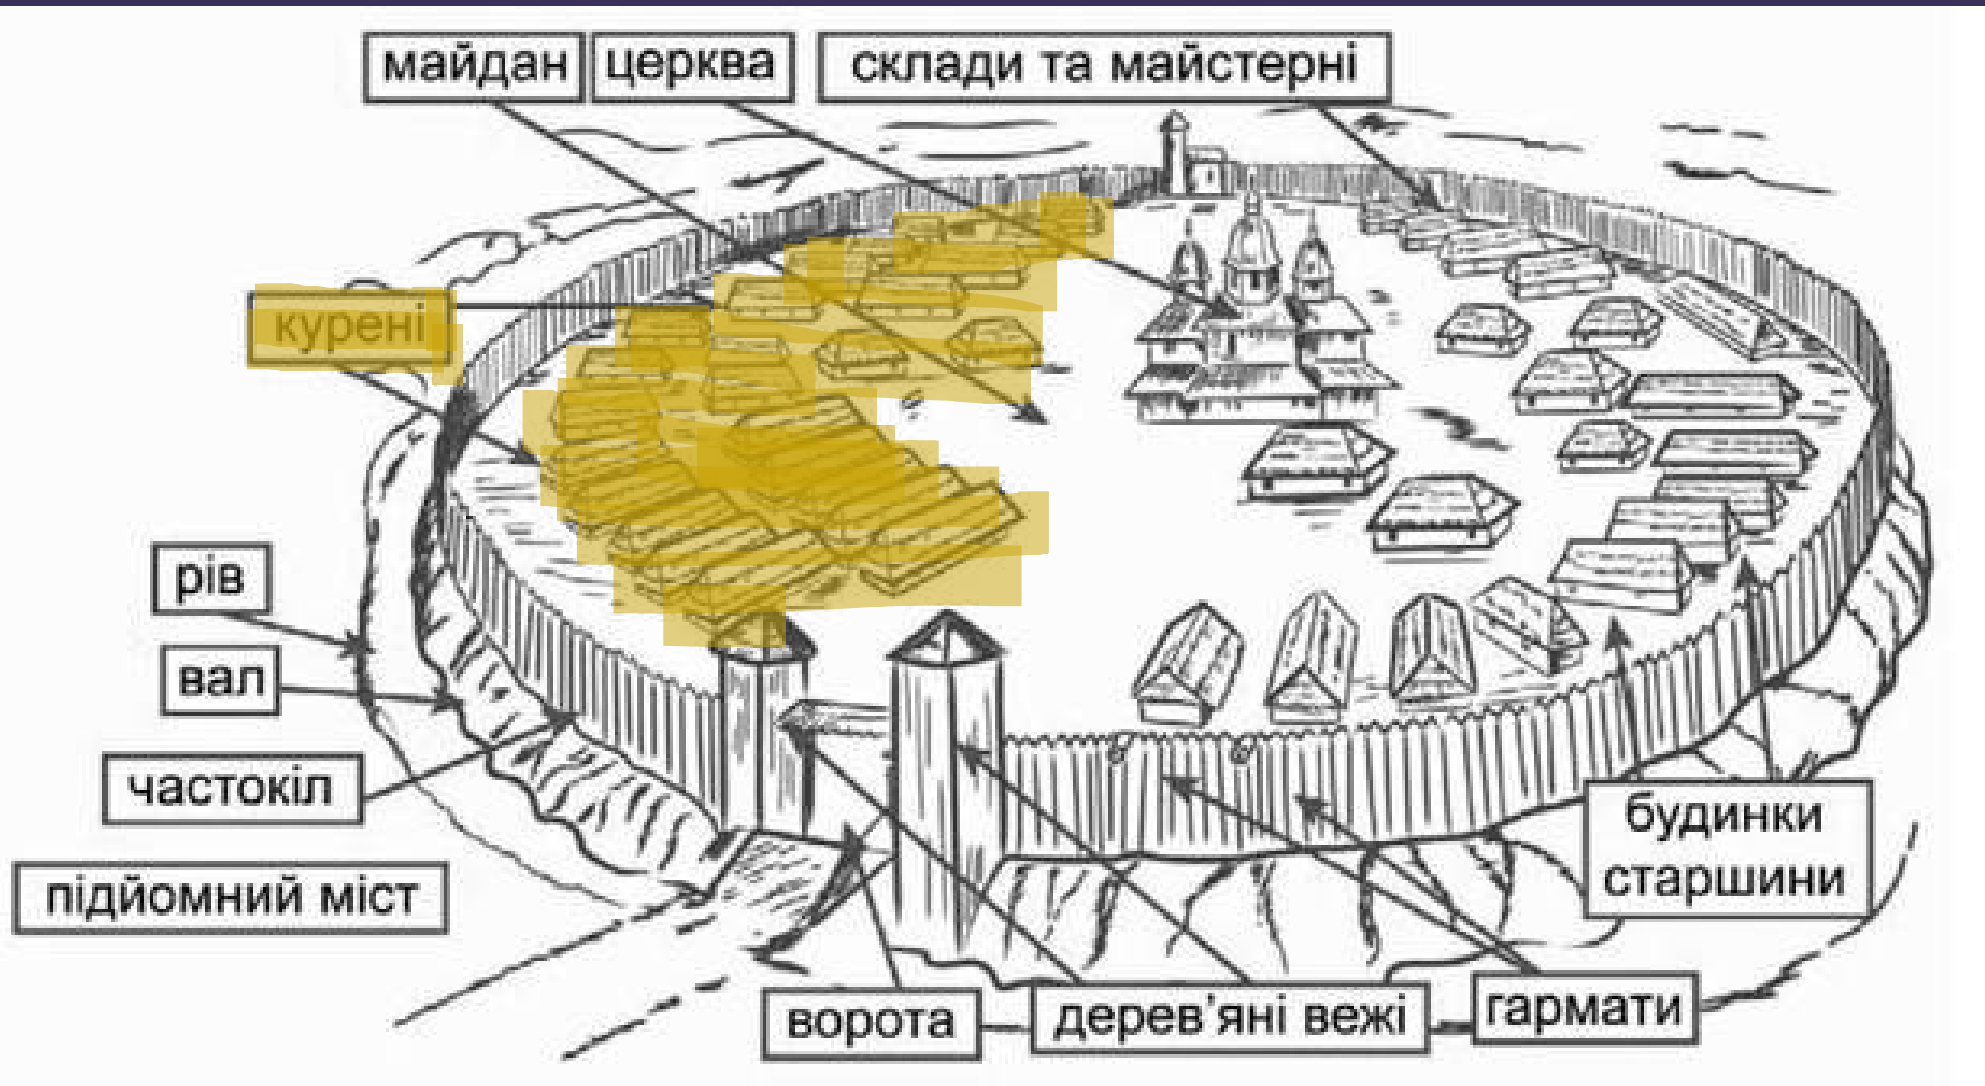 майдан
церква
склади та майстерні
курені
рів
вал
частокіл
підйомний міст
будинки
старшини
ворота
дерев'яні вежі
гармати